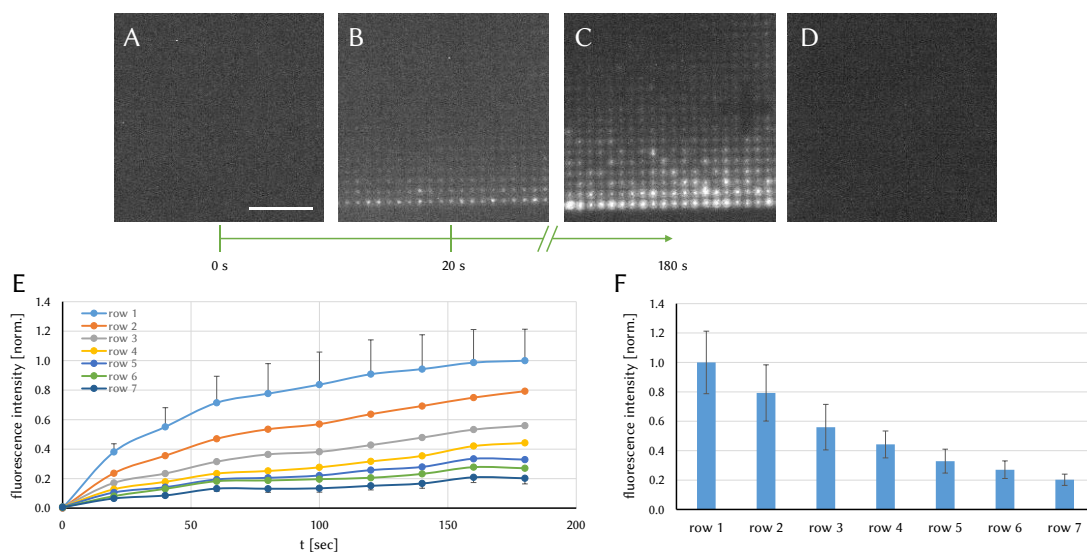 A B C D
0 s 20 s 180 s
E
fluorescence intensity [norm.]
1.4
1.2
1.0
0.8
0.6
0.4
0.2
0.0
row 1
row 2
row 3
row 4
row 5
row 6
row 7
0 50 100 150 200
t [sec]
F
fluorescence intensity [norm.]
1.4
1.2
1.0
0.8
0.6
0.4
0.2
0.0
row 1 row 2 row 3 row 4 row 5 row 6 row 7